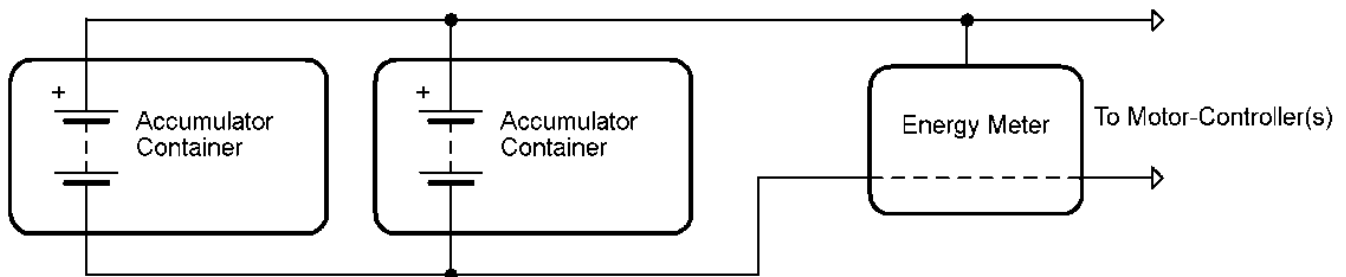 +
Accumulator
Container
+
Accumulator
Container
Energy Meter
To Motor-Controller(s)